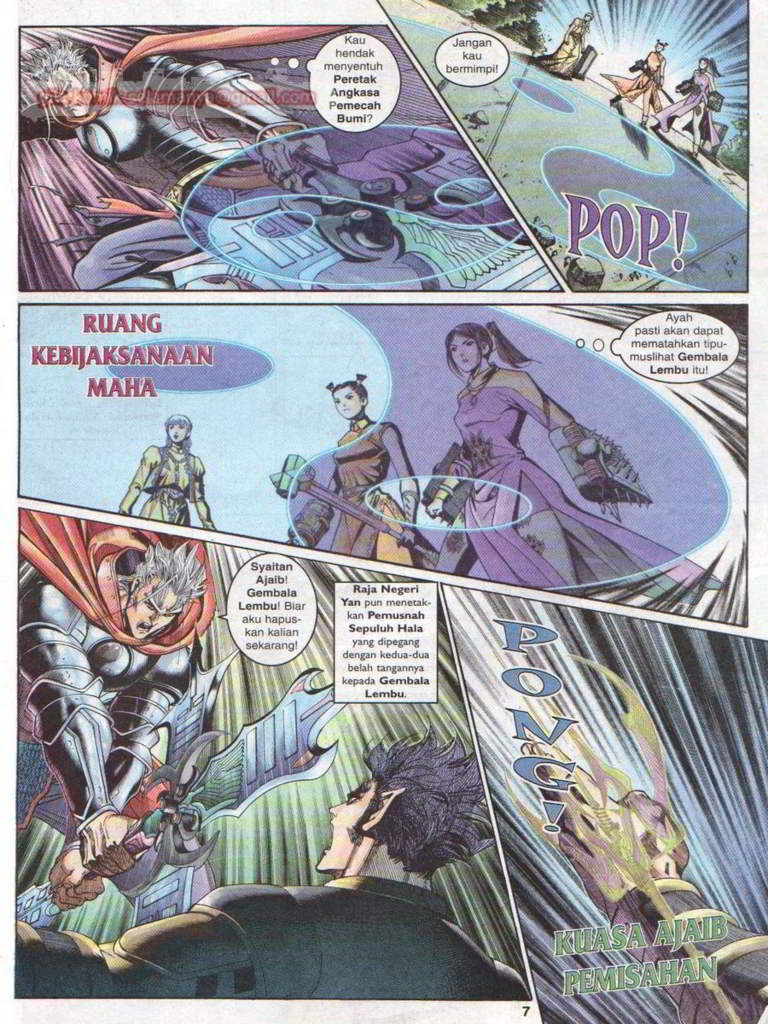 Kau
hendak
menyentuh
Peretak
Angkasa
Pemecah
Bumi?
Jangan
kau
bermimpi!
POP!
RUANG
KEBIJAKSANAAN
MAHA
Ayah
pasti akan dapat
mematahkan tipu-
muslihat Gembala
Lembu itu!
Syaitan
Ajaib!
Gembala
Lembu! Biar
aku hapus-
kan kalian
sekarang!
Raja Negeri
Yan pun menetak-
kan Pemusnah
Sepuluh Hala
yang dipegang
dengan kedua-dua
belah tangannya
kepada Gembala
Lembu.
PONG!
KUASA AJAIB
PEMISAHAN
7